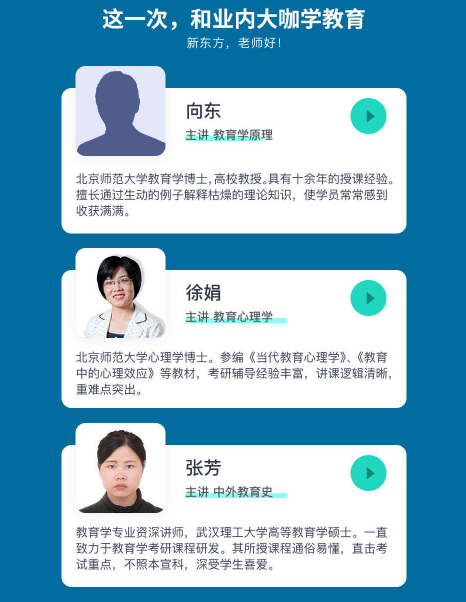 这一次，和业内大咖学教育
新东方，老师好！
向东
主讲 教育学原理
北京师范大学教育学博士，高校教授。具有十余年的授课经验。
擅长通过生动的例子解释枯燥的理论知识，使学员常常感到
收获满满。
徐娟
主讲 教育心理学
北京师范大学心理学博士。参编《当代教育心理学》、《教育
中的心理效应》等教材，考研辅导经验丰富，讲课逻辑清晰，
重难点突出。
张芳
主讲 中外教育史
教育学专业资深讲师，武汉理工大学高等教育学硕士。一直
致力于教育学考研课程研发。其所授课程通俗易懂，直击考
试重点，不照本宣科，深受学生喜爱。